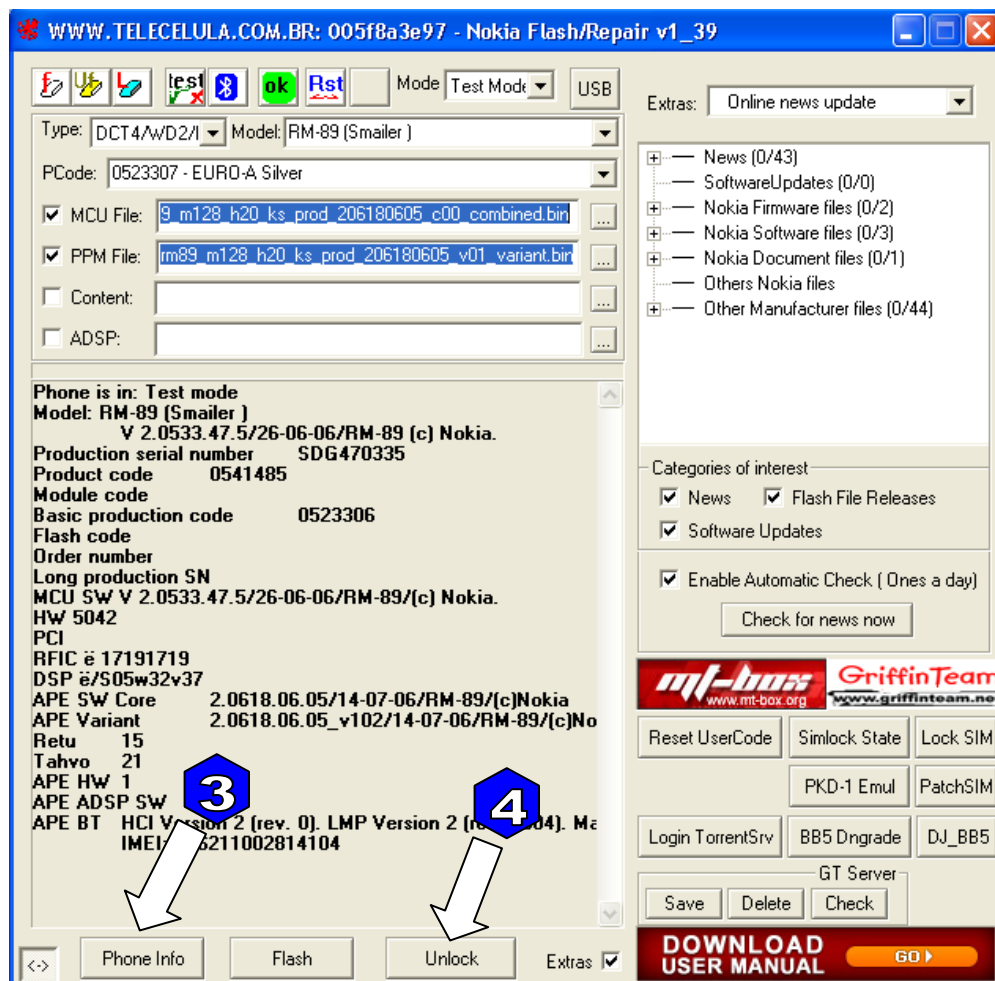 WWW.TELECELULA.COM.BR: 005f8a3e97 - Nokia Flash/Repair v1_39
test ok Rst Mode Test Mode USB
Type: DCT4/WD2/I Model: RM-89 (Smailer )
PCode: 0523307 - EURO-A Silver
MCU File: 9_m128_h20_ks_prod_206180605_c00_combined.bin ...
PPM File: rm89_m128_h20_ks_prod_206180605_v01_variant.bin ...
Content: ...
ADSP: ...
Phone is in: Test mode
Model: RM-89 (Smailer )
V 2.0533.47.5/26-06-06/RM-89 (c) Nokia.
Production serial number SDG470335
Product code 0541485
Module code
Basic production code 0523306
Flash code
Order number
Long production SN
MCU SW V 2.0533.47.5/26-06-06/RM-89/(c) Nokia.
HW 5042
PCI
RFIC ë 17191719
DSP ë/S05w32v37
APE SW Core 2.0618.06.05/14-07-06/RM-89/(c)Nokia
APE Variant 2.0618.06.05_v102/14-07-06/RM-89/(c)No
Retu 15
Tahvo 21
APE HW 1
APE ADSP SW
APE BT HCI Version 2 (rev. 0). LMP Version 2 Ma
IMEI: 6211002814104
3
4
<-> Phone Info Flash Unlock Extras
Extras: Online news update
News (0/43)
SoftwareUpdates (0/0)
Nokia Firmware files (0/2)
Nokia Software files (0/3)
Nokia Document files (0/1)
Others Nokia files
Other Manufacturer files (0/44)
Categories of interest
News Flash File Releases
Software Updates
Enable Automatic Check ( Ones a day)
Check for news now
mt-box GriffinTeam
www.mt-box.org www.griffinteam.ne
Reset UserCode Simlock State Lock SIM
PKD-1 Emul PatchSIM
Login TorrentSrv BB5 Dngrade DJ_BB5
GT Server
Save Delete Check
DOWNLOAD
USER MANUAL GO